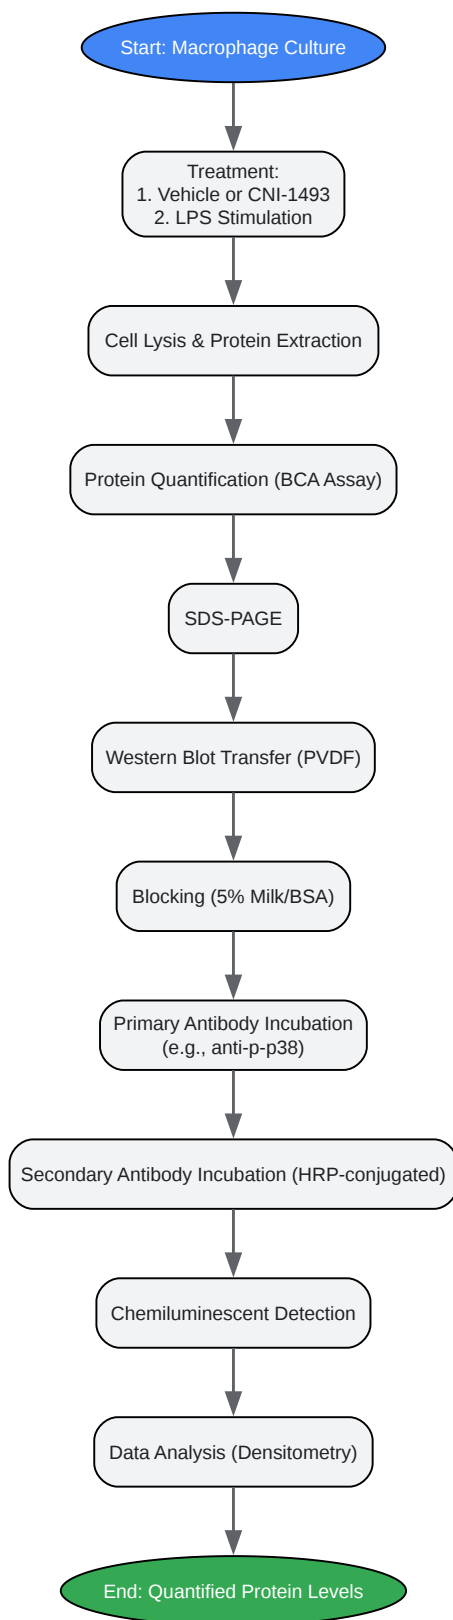 Start: Macrophage Culture
Treatment:
1. Vehicle or CNI-1493
2. LPS Stimulation
Cell Lysis & Protein Extraction
Protein Quantification (BCA Assay)
SDS-PAGE
Western Blot Transfer (PVDF)
Blocking (5% Milk/BSA)
Primary Antibody Incubation
(e.g., anti-p-p38)
Secondary Antibody Incubation (HRP-conjugated)
Chemiluminescent Detection
Data Analysis (Densitometry)
End: Quantified Protein Levels